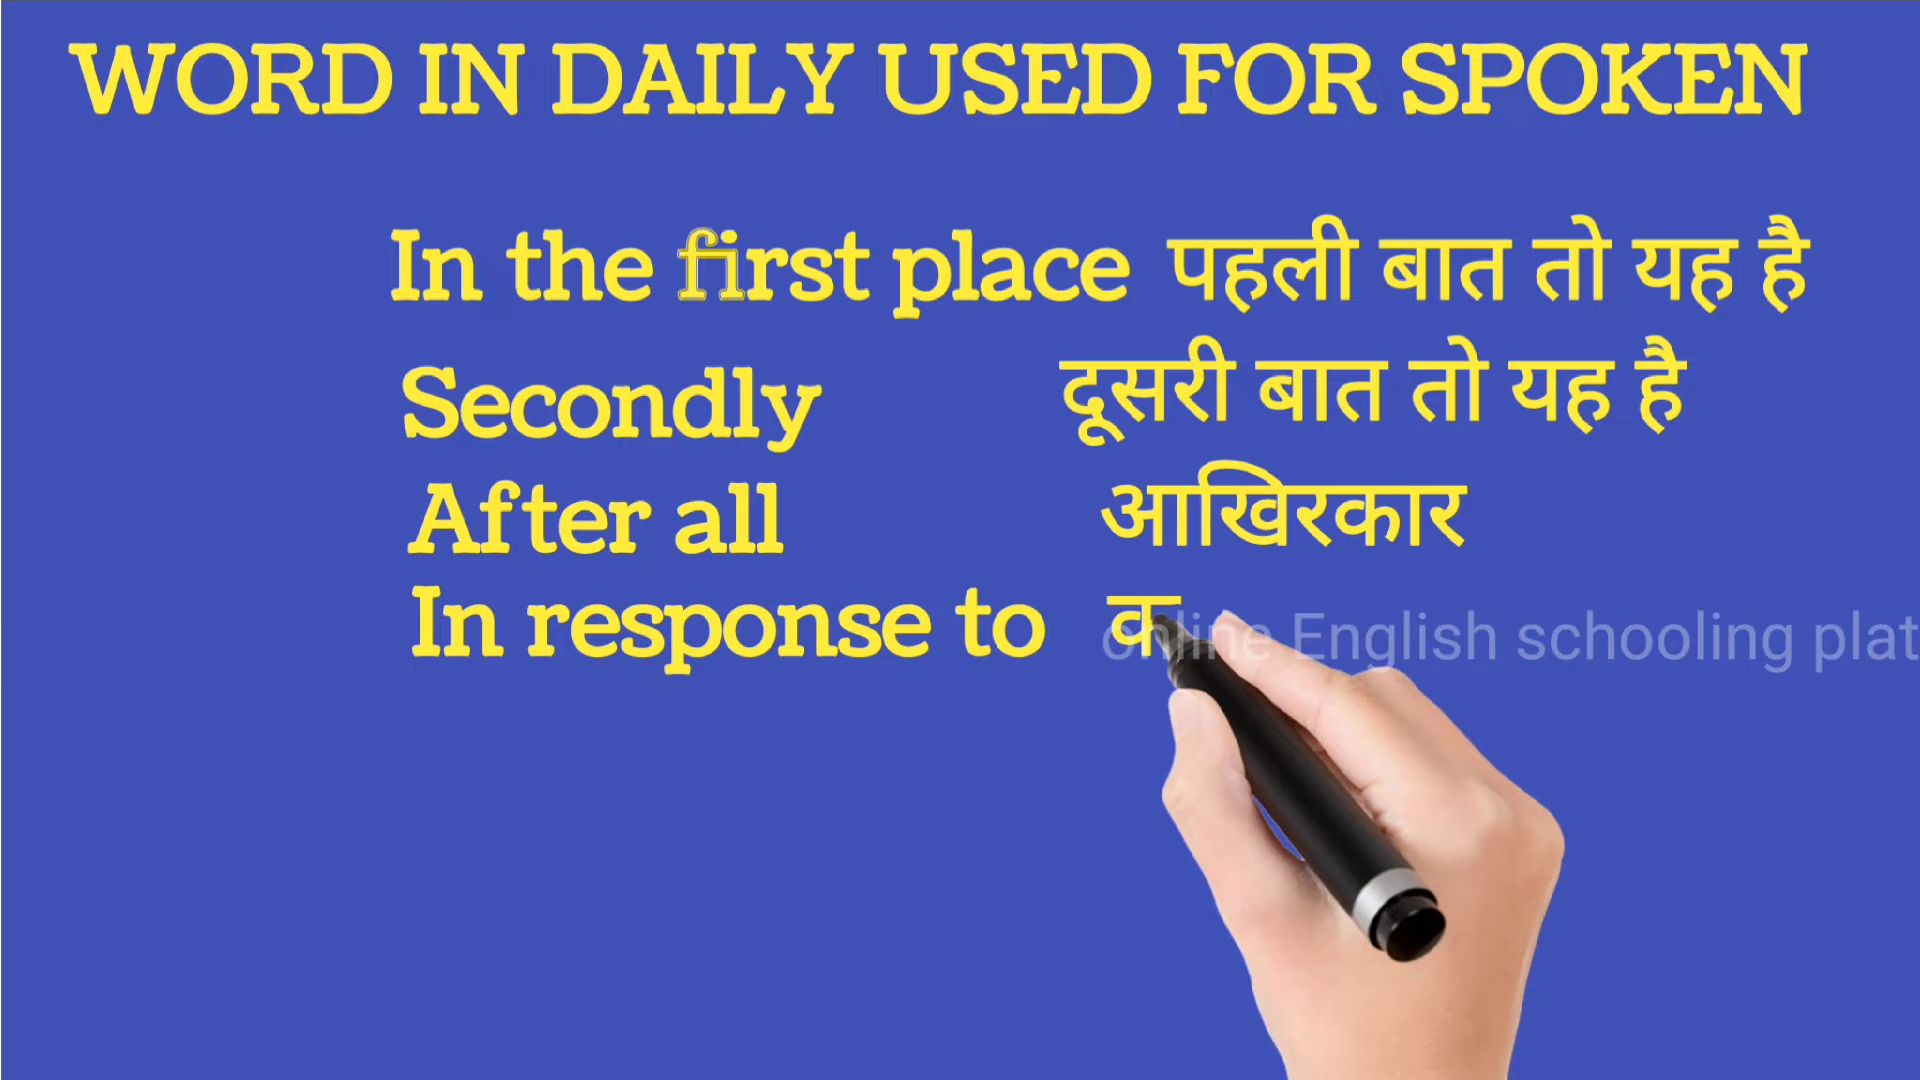 WORD IN DAILY USED FOR SPOKEN
In the first place पहली बात तो यह है
Secondly दूसरी बात तो यह है
After all आखिरकार
In response to क
online English schooling plat